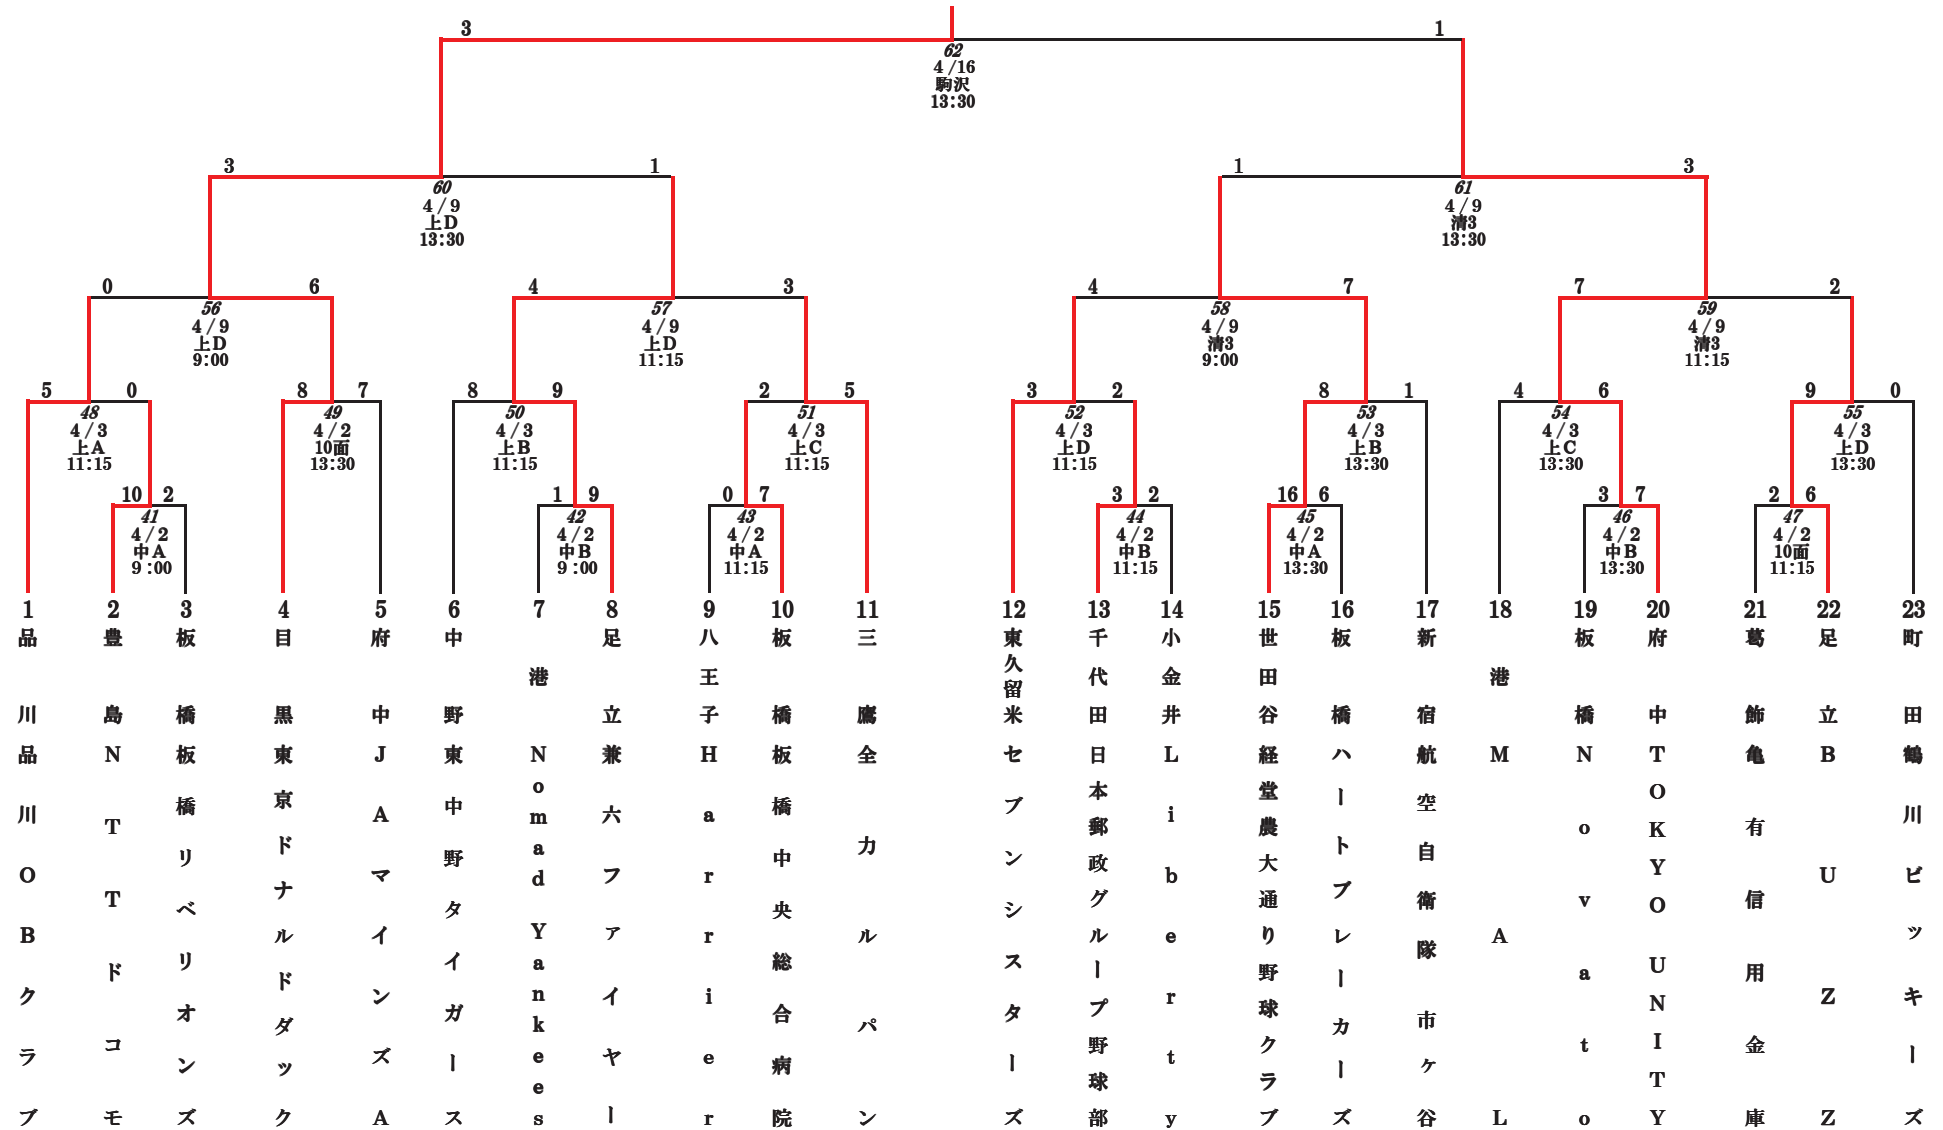 3 1
62
4/16
駒沢
13:30
3 1 1 3
60 61
4/9 4/9
上D 清3
13:30 13:30
0 6 4 3 4 7 7 2
56 57 58 59
4/9 4/9 4/9 4/9
上D 上D 清3 清3
9:00 11:15 9:00 11:15
5 0 8 7 8 9 2 5 3 2 8 1 4 6 9 0
48 49 50 51 52 53 54 55
4/3 4/2 4/3 4/3 4/3 4/3 4/3 4/3
上A 10面 上B 上C 上D 上B 上C 上D
11:15 13:30 11:15 11:15 11:15 13:30 13:30 13:30
10 2 1 9 0 7 3 2 16 6 3 7 2 6
41 42 43 44 45 46 47
4/2 4/2 4/2 4/2 4/2 4/2 4/2
中A 中B 中A 中B 中A 中B 10面
9:00 9:00 11:15 11:15 13:30 13:30 11:15
1 品川 品川OBクラブ
2 豊島 NTTドコモ
3 板橋 板橋リベリオンズ
4 目黒 東京ドナルドダック
5 府中 JAマインズA
6 中野 東中野タイガース
7 港 Nomad Yankees
8 足立 兼六ファイヤー
9 八王子 Harrier
10 板橋 板橋中央総合病院
11 三鷹 全力ルパン
12 東久留米 セブンシスターズ
13 千代田 日本郵政グループ野球部
14 小金井 Liberty
15 世田谷 経堂農大通り野球クラブ
16 板橋 ハートブレーカーズ
17 新宿 航空自衛隊 市ヶ谷
18 港 MAL
19 板橋 Novato
20 府中 TOKYO UNITY
21 葛飾 亀有信用金庫
22 足立 BUZZ
23 町田 鶴川ビッキーズ